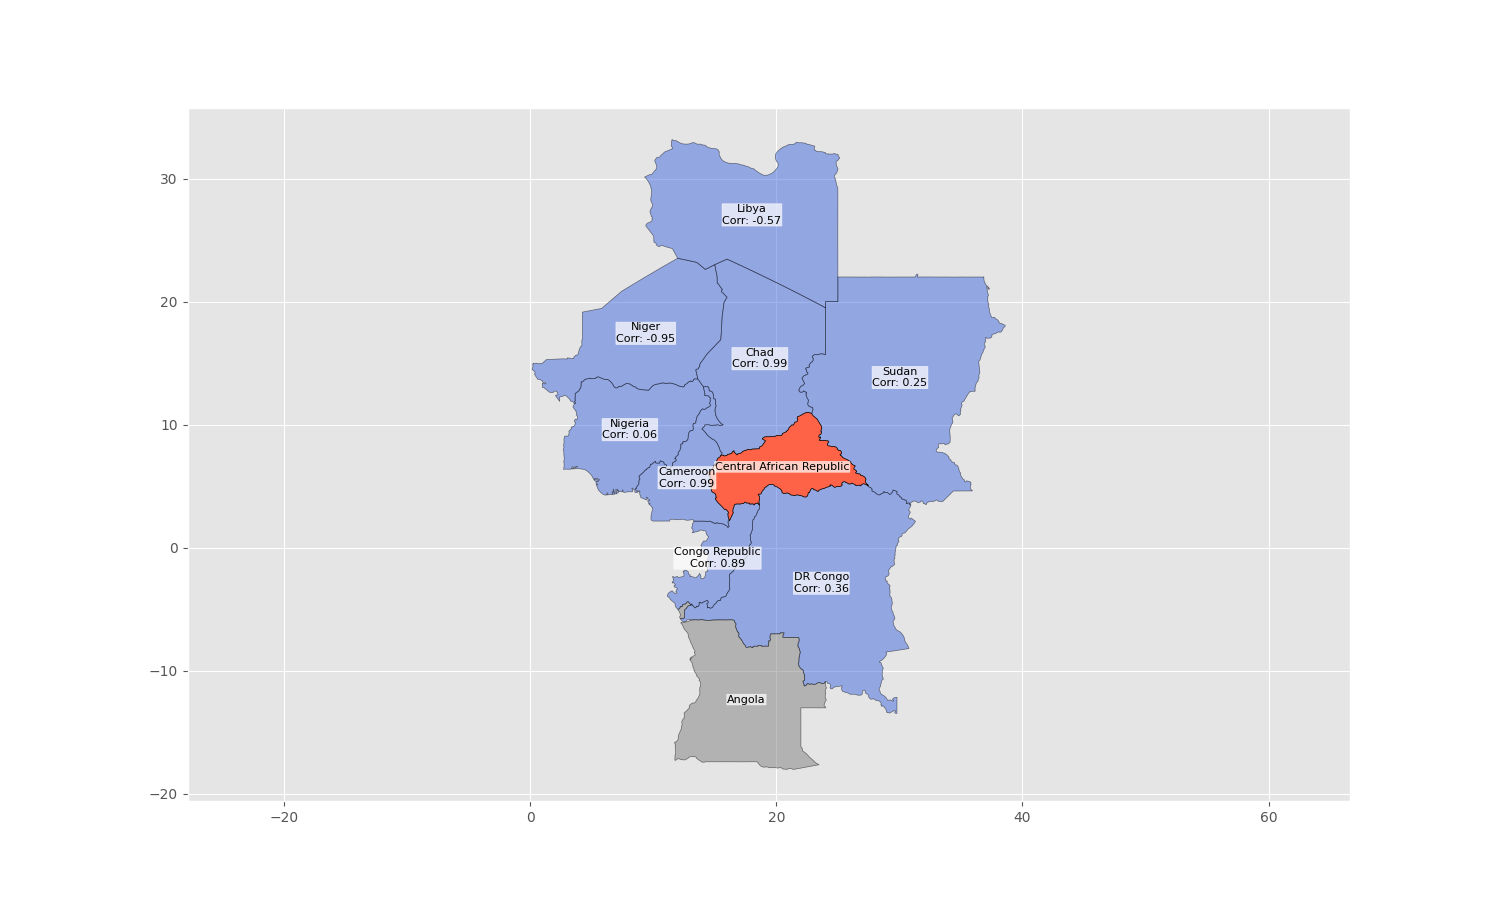 30
20
10
0
−10
−20
−20
0
20
40
60
Libya
Corr: -0.57
Niger
Corr: -0.95
Chad
Corr: 0.99
Sudan
Corr: 0.25
Nigeria
Corr: 0.06
Cameroon
Corr: 0.99
Central African Republic
Congo Republic
Corr: 0.89
DR Congo
Corr: 0.36
Angola